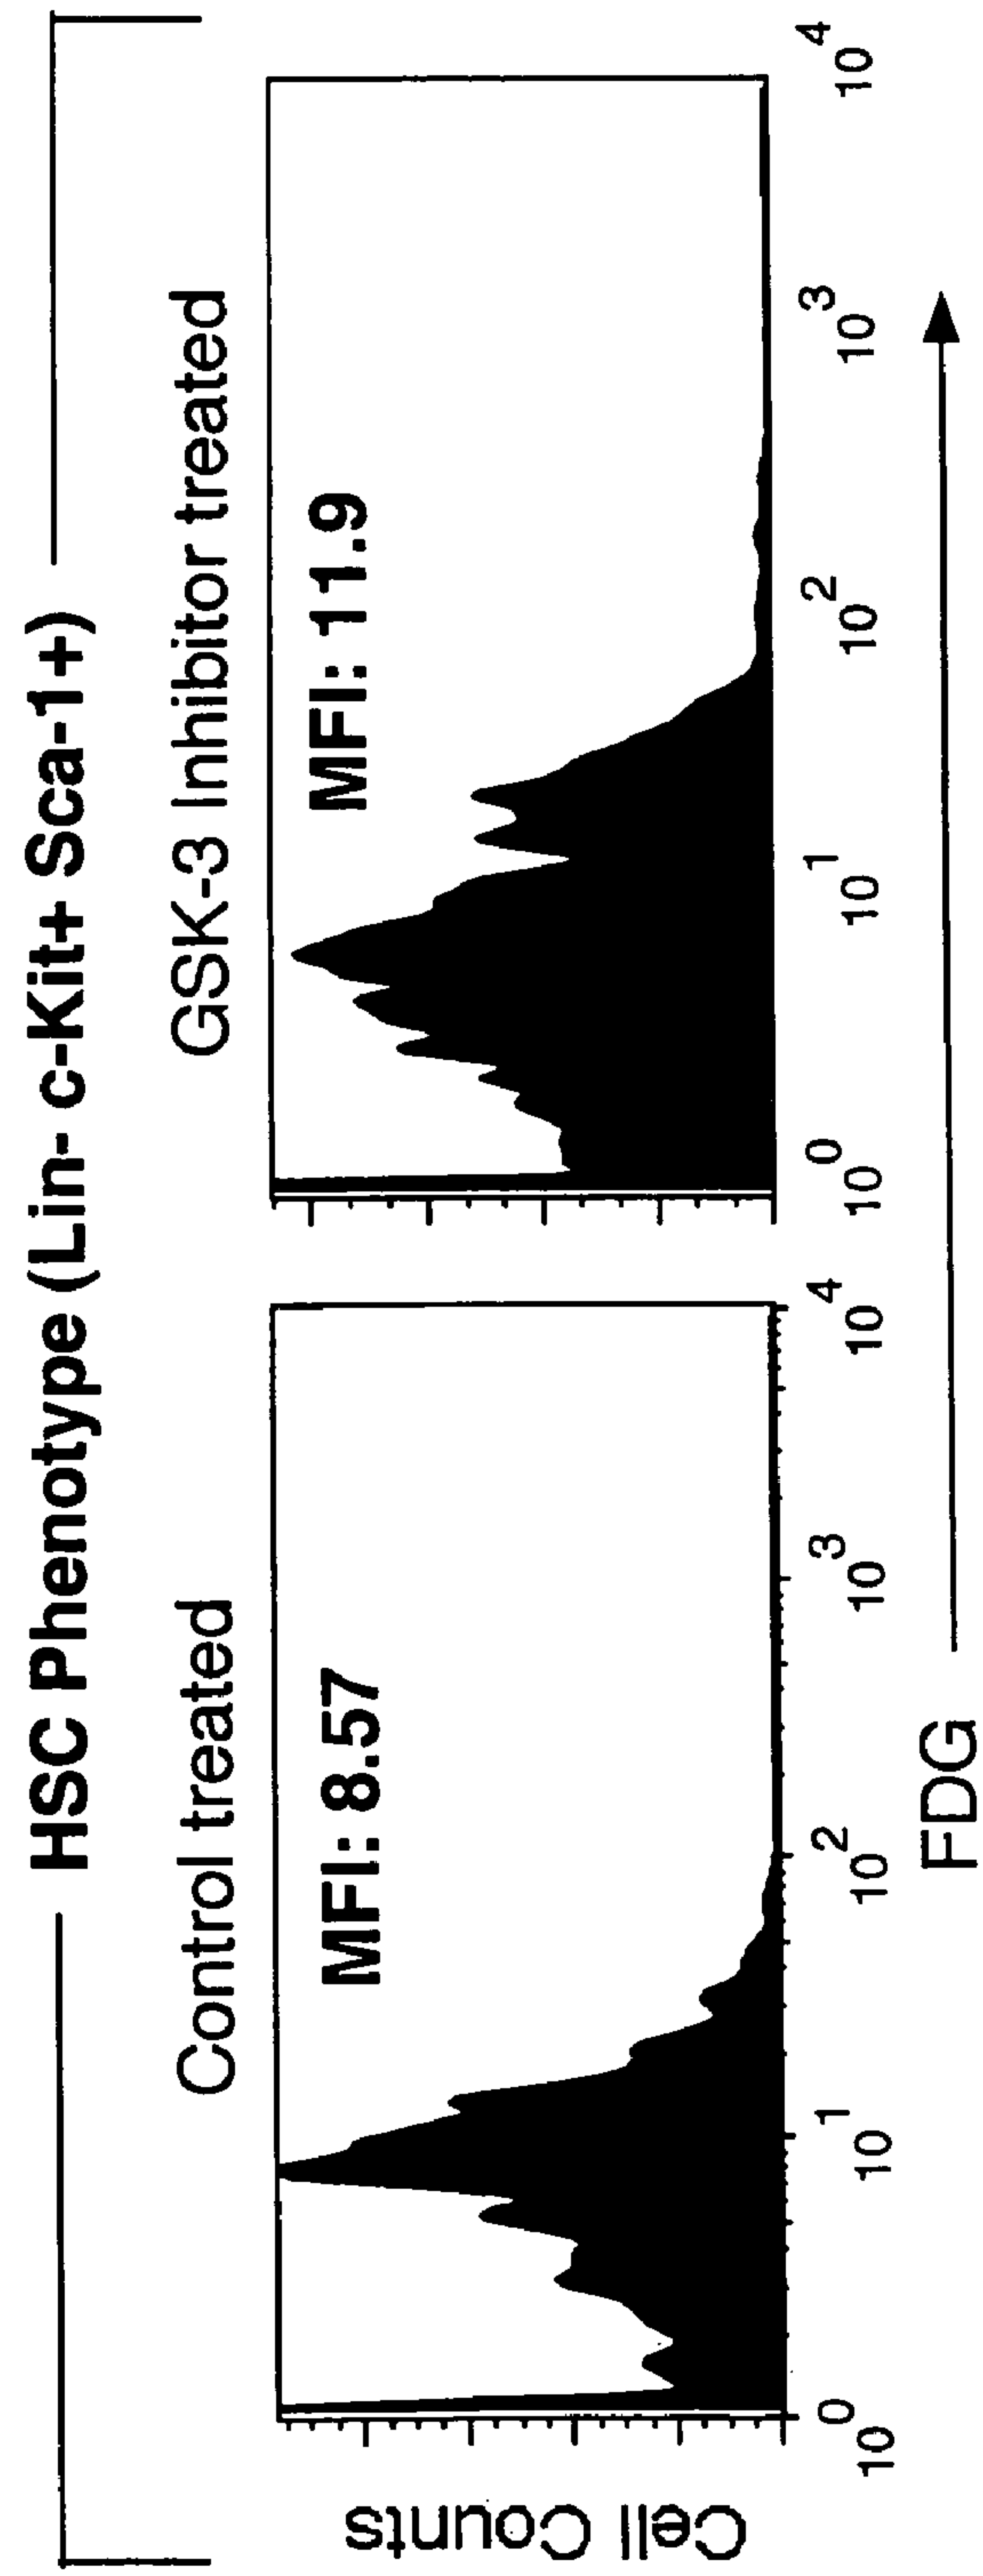 HSC Phenotype (Lin- c-Kit+ Sca-1+)
Control treated
GSK-3 Inhibitor treated
MFI: 8.57
MFI: 11.9
Cell Counts
10^0 10^1 10^2 10^3 10^4
10^0 10^1 10^2 10^3 10^4
FDG